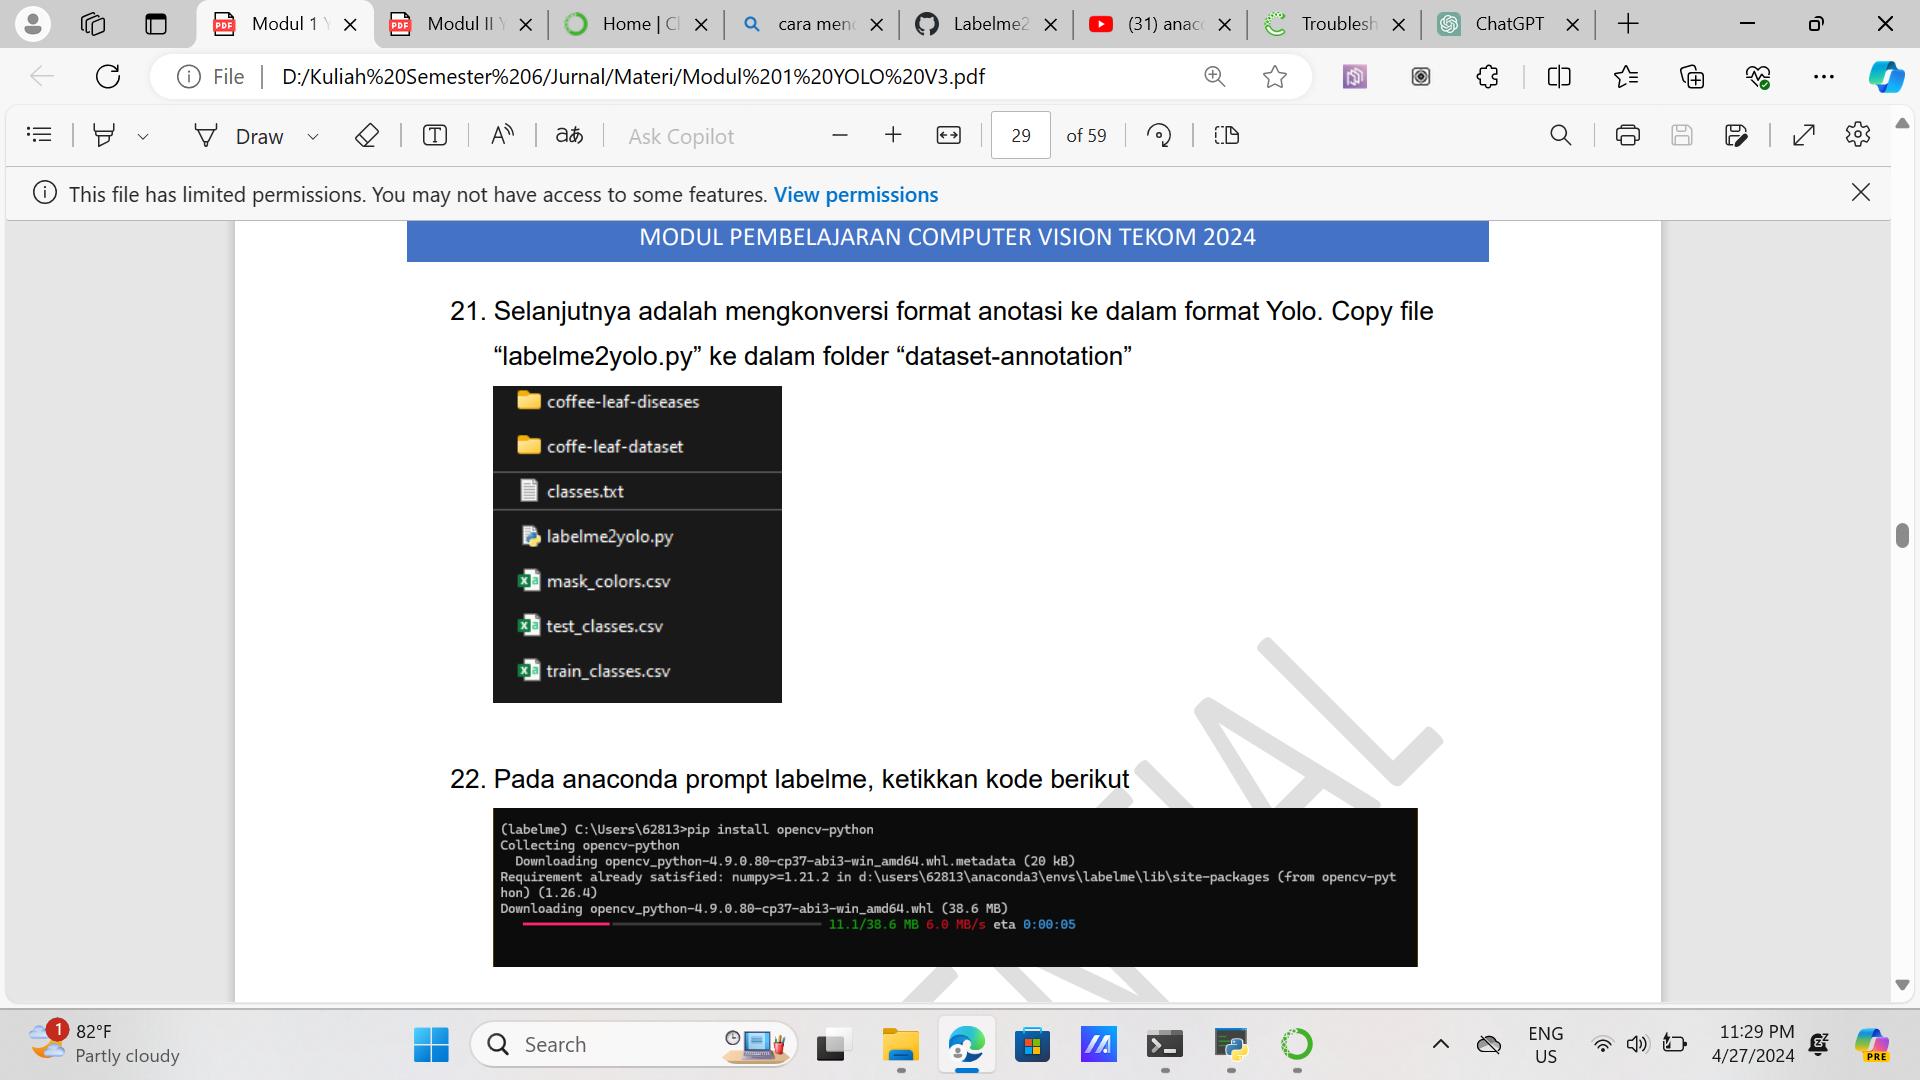 Modul 1 Y
Modul II Y
Home | Cl
cara menc
Labelme2
(31) anac
Troublesh
ChatGPT
File
D:/Kuliah%20Semester%206/Jurnal/Materi/Modul%201%20YOLO%20V3.pdf
Draw
Ask Copilot
29
of 59
This file has limited permissions. You may not have access to some features. View permissions
MODUL PEMBELAJARAN COMPUTER VISION TEKOM 2024
21. Selanjutnya adalah mengkonversi format anotasi ke dalam format Yolo. Copy file
“labelme2yolo.py” ke dalam folder “dataset-annotation”
coffee-leaf-diseases
coffe-leaf-dataset
classes.txt
labelme2yolo.py
mask_colors.csv
test_classes.csv
train_classes.csv
22. Pada anaconda prompt labelme, ketikkan kode berikut
(labelme) C:\Users\62813>pip install opencv-python
Collecting opencv-python
Downloading opencv_python-4.9.0.80-cp37-abi3-win_amd64.whl.metadata (20 kB)
Requirement already satisfied: numpy>=1.21.2 in d:\users\62813\anaconda3\envs\labelme\lib\site-packages (from opencv-pyt
hon) (1.26.4)
Downloading opencv_python-4.9.0.80-cp37-abi3-win_amd64.whl (38.6 MB)
11.1/38.6 MB 6.0 MB/s eta 0:00:05
ENTIAL
1
82°F
Partly cloudy
Search
ENG
US
11:29 PM
4/27/2024
PRE